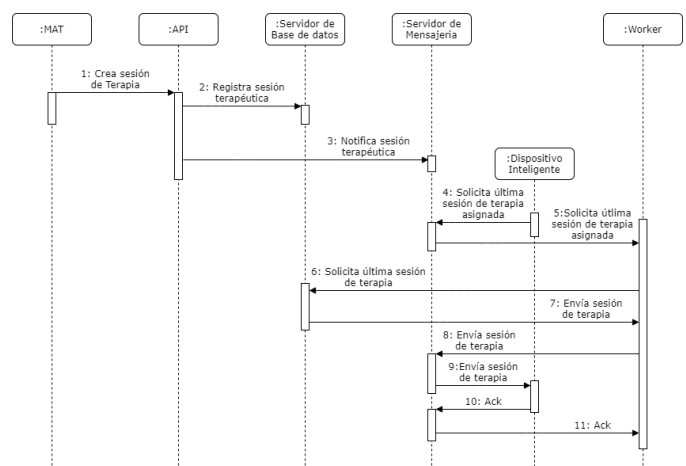 :MAT
:API
:Servidor de
Base de datos
:Servidor de
Mensajeria
:Worker
1: Crea sesión
de Terapia
2: Registra sesión
terapéutica
3: Notifica sesión
terapéutica
:Dispositivo
Inteligente
4: Solicita última
sesión de terapia
asignada
5:Solicita útlima
sesión de terapia
asignada
6: Solicita última sesión
de terapia
7: Envía sesión
de terapia
8: Envía sesión
de terapia
9:Envía sesión
de terapia
10: Ack
11: Ack